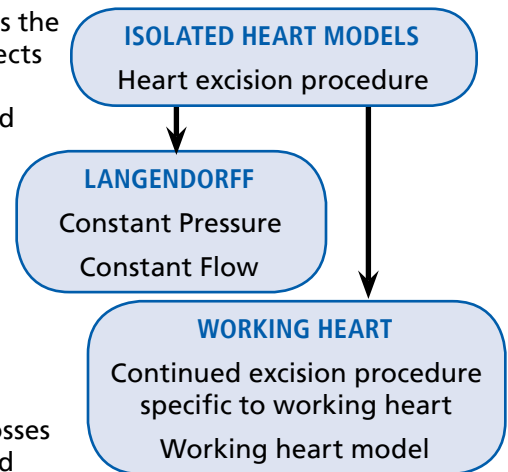 s the
ects
d
ISOLATED HEART MODELS
Heart excision procedure
LANGENDORFF
Constant Pressure
Constant Flow
WORKING HEART
Continued excision procedure
specific to working heart
Working heart model
osses
d